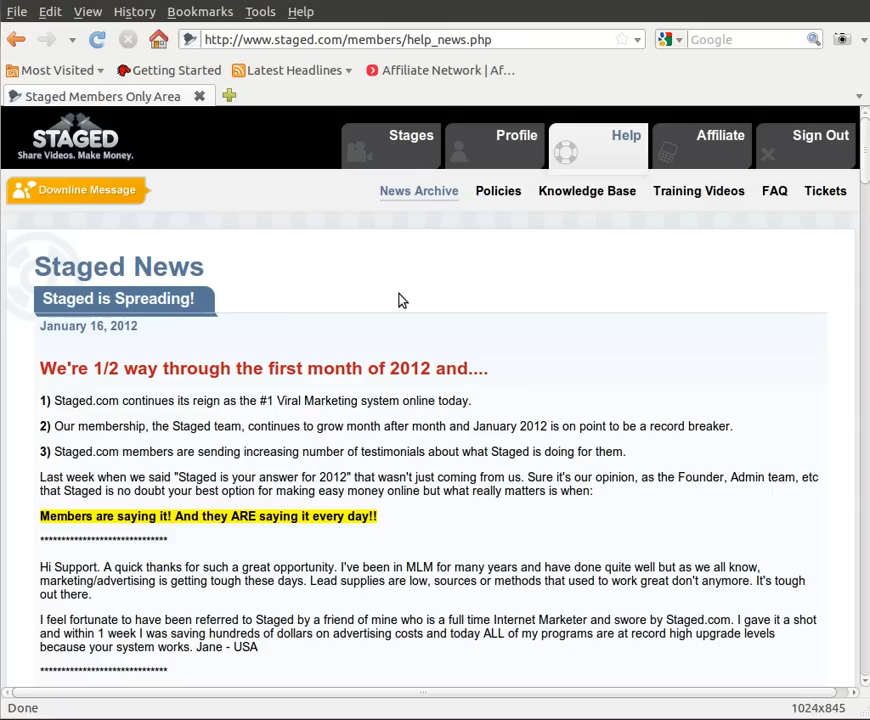 File Edit View History Bookmarks Tools Help
http://www.staged.com/members/help_news.php
Google
Most Visited Getting Started Latest Headlines Affiliate Network | Af...
Staged Members Only Area
STAGED
Share Videos. Make Money.
Stages Profile Help Affiliate Sign Out
Downline Message
News Archive Policies Knowledge Base Training Videos FAQ Tickets
Staged News
Staged is Spreading!
January 16, 2012
We're 1/2 way through the first month of 2012 and....
1) Staged.com continues its reign as the #1 Viral Marketing system online today.
2) Our membership, the Staged team, continues to grow month after month and January 2012 is on point to be a record breaker.
3) Staged.com members are sending increasing number of testimonials about what Staged is doing for them.
Last week when we said "Staged is your answer for 2012" that wasn't just coming from us. Sure it's our opinion, as the Founder, Admin team, etc
that Staged is no doubt your best option for making easy money online but what really matters is when:
Members are saying it! And they ARE saying it every day!!
******************************
Hi Support. A quick thanks for such a great opportunity. I've been in MLM for many years and have done quite well but as we all know,
marketing/advertising is getting tough these days. Lead supplies are low, sources or methods that used to work great don't anymore. It's tough
out there.
I feel fortunate to have been referred to Staged by a friend of mine who is a full time Internet Marketer and swore by Staged.com. I gave it a shot
and within 1 week I was saving hundreds of dollars on advertising costs and today ALL of my programs are at record high upgrade levels
because your system works. Jane - USA
******************************
Done 1024x845